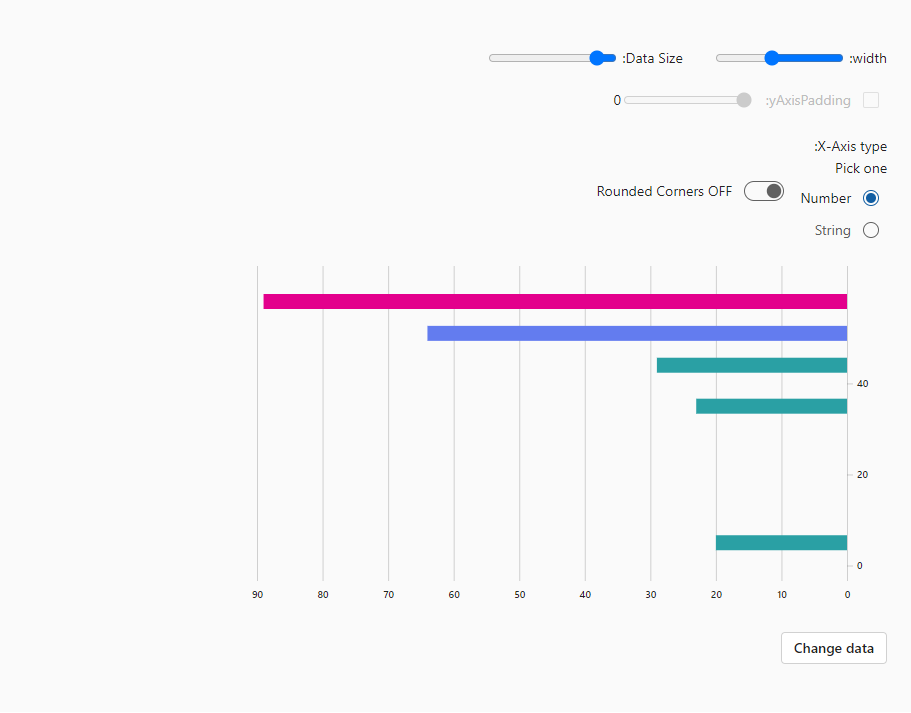 :width
:Data Size
:yAxisPadding
0
:X-Axis type
Pick one
Number
Rounded Corners OFF
String
40
20
0
90 80 70 60 50 40 30 20 10 0
Change data